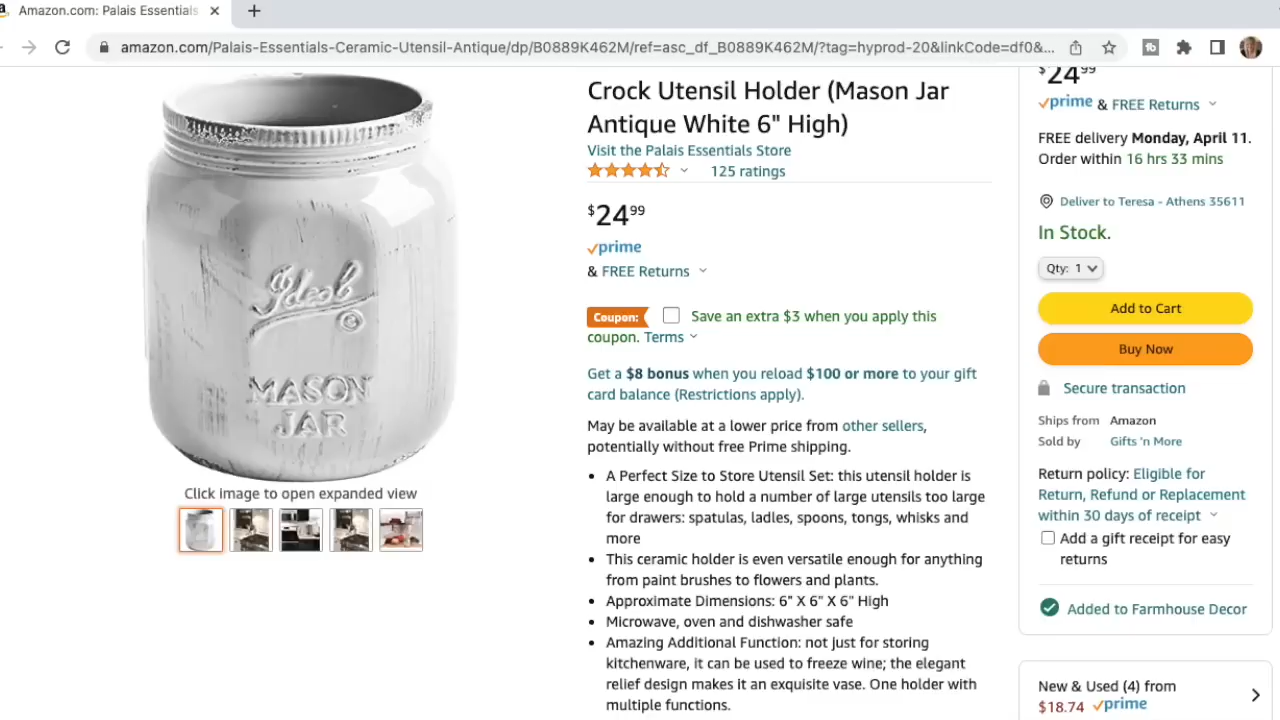 Amazon.com: Palais Essentials
amazon.com/Palais-Essentials-Ceramic-Utensil-Antique/dp/B0889K462M/ref=asc_df_B0889K462M/?tag=hyprod-20&linkCode=df0&...
Ideal
MASON
JAR
Click image to open expanded view
Crock Utensil Holder (Mason Jar
Antique White 6" High)
Visit the Palais Essentials Store
125 ratings
$24 99
prime
& FREE Returns
Coupon: Save an extra $3 when you apply this
coupon. Terms
Get a $8 bonus when you reload $100 or more to your gift
card balance (Restrictions apply).
May be available at a lower price from other sellers,
potentially without free Prime shipping.
• A Perfect Size to Store Utensil Set: this utensil holder is
large enough to hold a number of large utensils too large
for drawers: spatulas, ladles, spoons, tongs, whisks and
more
• This ceramic holder is even versatile enough for anything
from paint brushes to flowers and plants.
• Approximate Dimensions: 6" X 6" X 6" High
• Microwave, oven and dishwasher safe
• Amazing Additional Function: not just for storing
kitchenware, it can be used to freeze wine; the elegant
relief design makes it an exquisite vase. One holder with
multiple functions.
$24 99
prime & FREE Returns
FREE delivery Monday, April 11.
Order within 16 hrs 33 mins
Deliver to Teresa - Athens 35611
In Stock.
Qty: 1
Add to Cart
Buy Now
Secure transaction
Ships from Amazon
Sold by Gifts 'n More
Return policy: Eligible for
Return, Refund or Replacement
within 30 days of receipt
Add a gift receipt for easy
returns
Added to Farmhouse Decor
New & Used (4) from
$18.74 prime